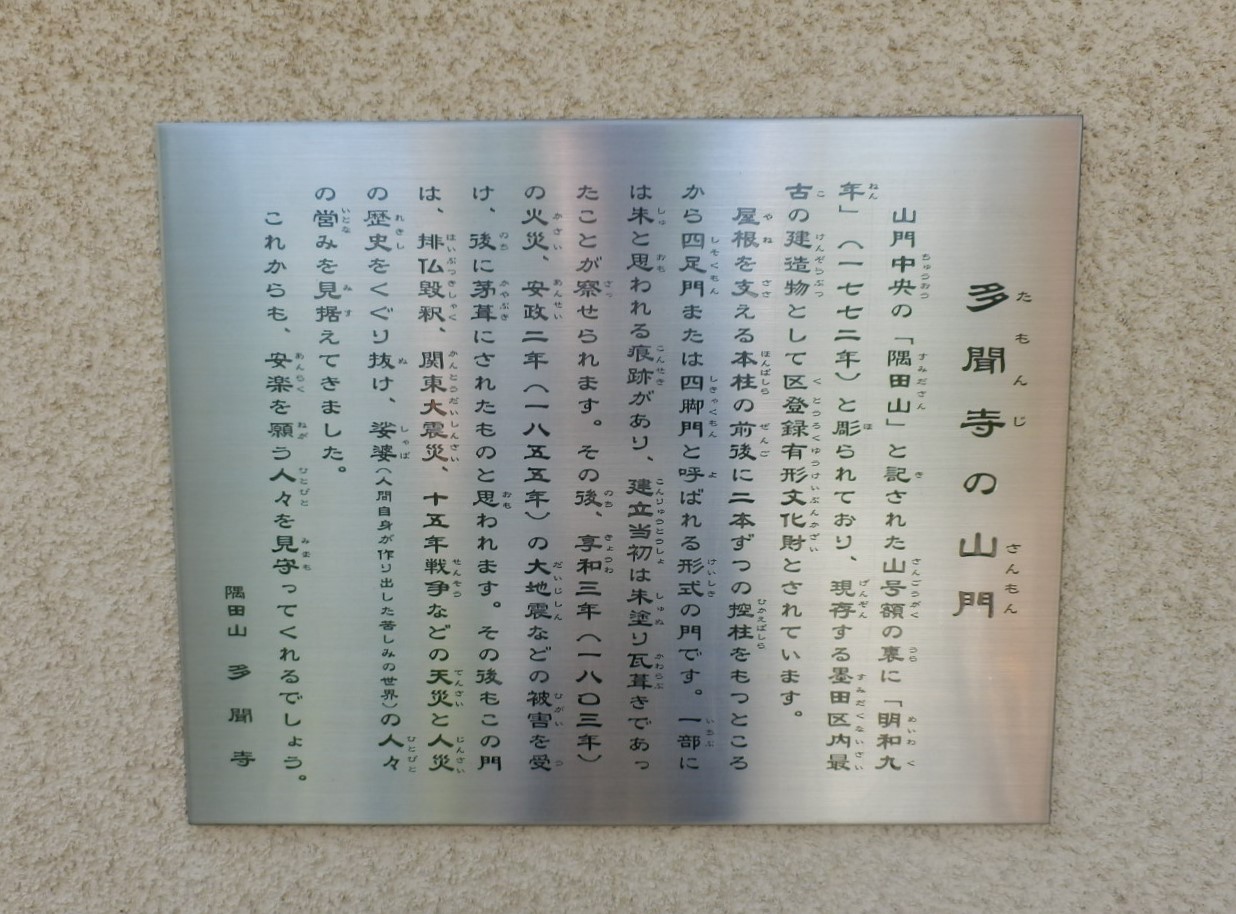 多聞寺の山門
山門中央の「隅田山」と記された山号額の裏に「明和九
年」（一七七二年）と彫られており、現存する墨田区内最
古の建造物として区登録有形文化財とされています。
屋根を支える本柱の前後に二本ずつの控柱をもつところ
から四足門または四脚門と呼ばれる形式の門です。一部に
は朱と思われる痕跡があり、建立当初は朱塗り瓦葺きであっ
たことが察せられます。その後、享和三年（一八〇三年）
の火災、安政二年（一八五五年）の大地震などの被害を受
け、後に茅葺にされたものと思われます。その後もこの門
は、排仏毀釈、関東大震災、十五年戦争などの天災と人災
の歴史をくぐり抜け、娑婆（人間自身が作り出した苦しみの世界）の人々
の営みを見据えてきました。
これからも、安楽を願う人々を見守ってくれるでしょう。
隅田山 多聞寺